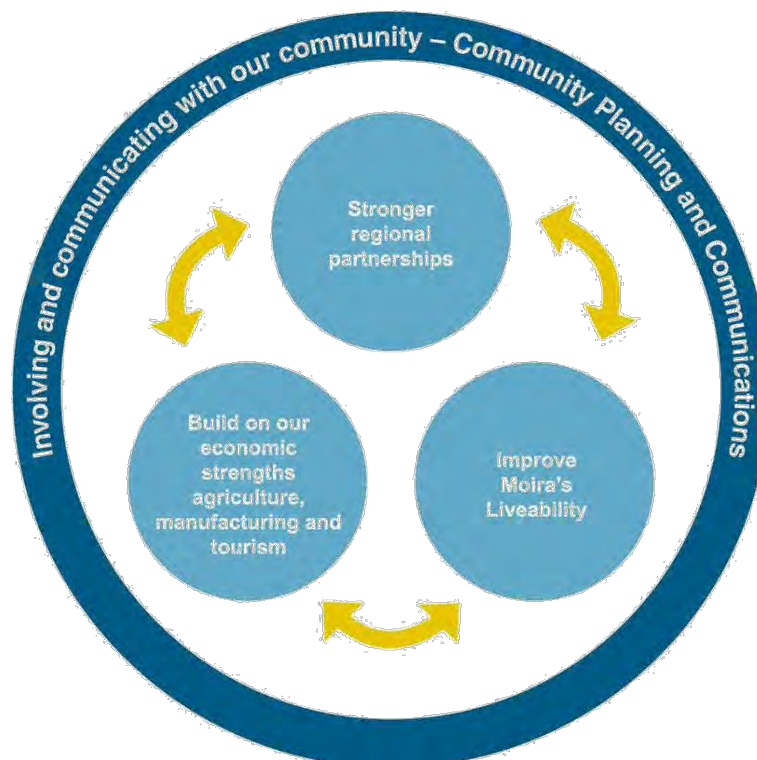 Involving and communicating with our community – Community Planning and Communications
Stronger
regional
partnerships
Build on our
economic
strengths
agriculture,
manufacturing and
tourism
Improve
Moira's
Liveability